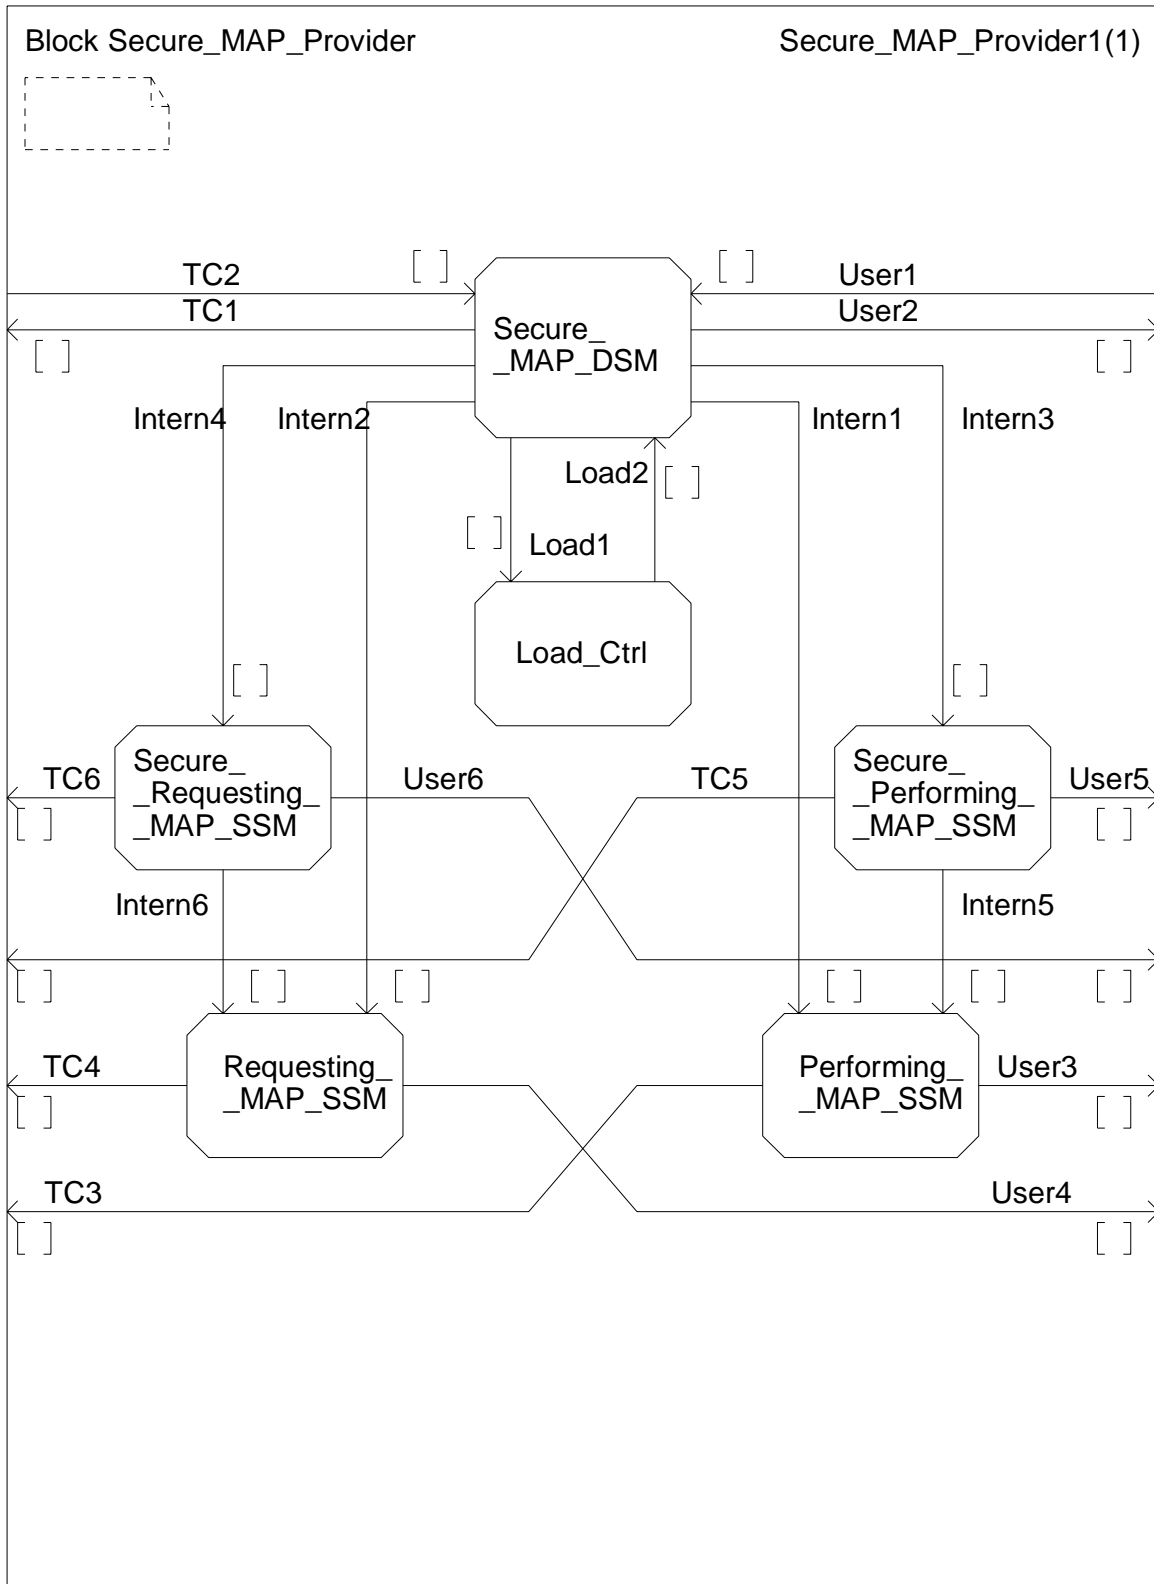 Block Secure_MAP_Provider
Secure_MAP_Provider1(1)
[ ]
[ ]
TC2
User1
TC1
User2
Secure_
_MAP_DSM
[ ]
[ ]
Intern4
Intern2
Intern1
Intern3
Load2
[ ]
[ ]
Load1
Load_Ctrl
[ ]
[ ]
Secure_
_Requesting_
_MAP_SSM
Secure_
_Performing_
_MAP_SSM
TC6
User6
TC5
User5
[ ]
[ ]
Intern6
Intern5
[ ]
[ ]
[ ]
[ ]
[ ]
[ ]
TC4
Requesting_
_MAP_SSM
Performing_
_MAP_SSM
User3
[ ]
[ ]
TC3
User4
[ ]
[ ]